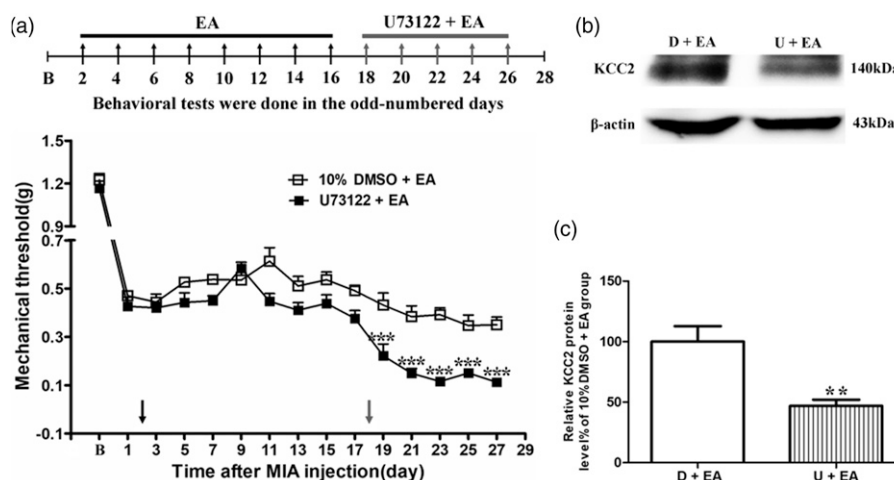 (a)
EA
U73122 + EA
B 2 4 6 8 10 12 14 16 18 20 22 24 26 28
Behavioral tests were done in the odd-numbered days
Mechanical threshold(g)
1.5
1.2
0.9
0.7
0.5
0.3
0.1
-0.1
10% DMSO + EA
U73122 + EA
*** *** *** *** ***
B 1 3 5 7 9 11 13 15 17 19 21 23 25 27
Time after MIA injection(day)
(b)
D + EA U + EA
KCC2 140kDa
β-actin 43kDa
(c)
Relative KCC2 protein
level% of 10% DMSO + EA group
150
100
50
0
**
D + EA U + EA